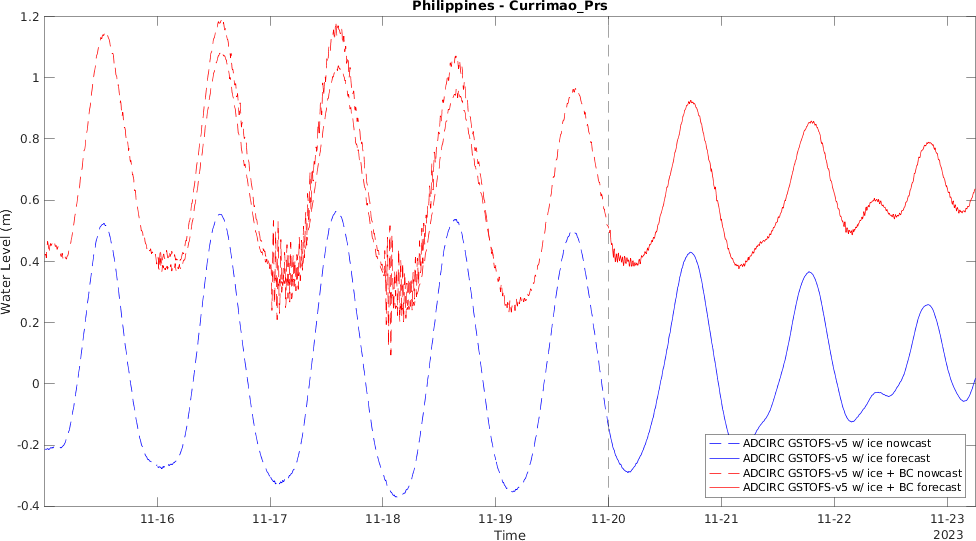 Philippines - Currimao_Prs
1.2
1
0.8
0.6
0.4
0.2
0
-0.2
-0.4
Water Level (m)
ADCIRC GSTOFS-v5 w/ ice nowcast
ADCIRC GSTOFS-v5 w/ ice forecast
ADCIRC GSTOFS-v5 w/ ice + BC nowcast
ADCIRC GSTOFS-v5 w/ ice + BC forecast
11-16 11-17 11-18 11-19 11-20 11-21 11-22 11-23
Time
2023